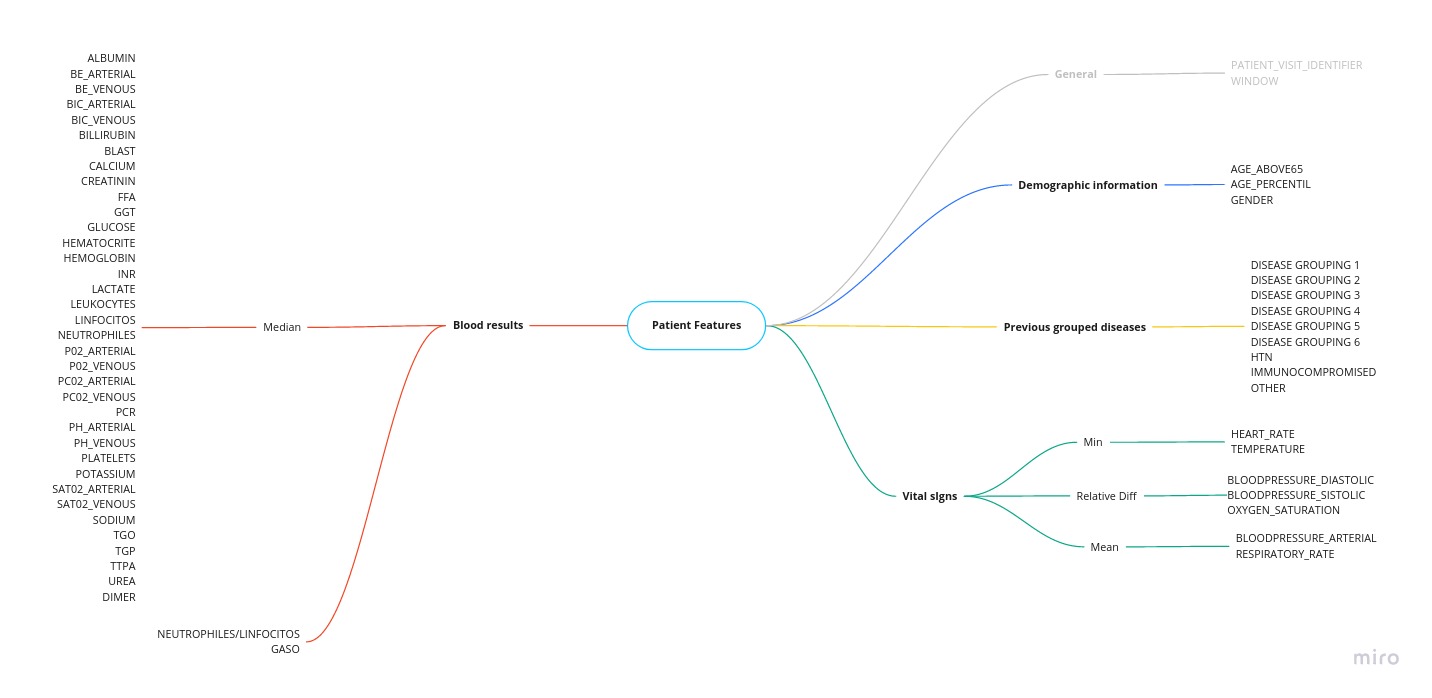 ALBUMIN
BE_ARTERIAL
BE_VENOUS
BIC_ARTERIAL
BIC_VENOUS
BILLIRUBIN
BLAST
CALCIUM
CREATININ
FFA
GGT
GLUCOSE
HEMATOCRITE
HEMOGLOBIN
INR
LACTATE
LEUKOCYTES
LINFOCITOS
NEUTROPHILES
P02_ARTERIAL
P02_VENOUS
PC02_ARTERIAL
PC02_VENOUS
PCR
PH_ARTERIAL
PH_VENOUS
PLATELETS
POTASSIUM
SAT02_ARTERIAL
SAT02_VENOUS
SODIUM
TGO
TGP
TTPA
UREA
DIMER
Median
NEUTROPHILES/LINFOCITOS
GASO
Blood results
Patient Features
General
PATIENT_VISIT_IDENTIFIER
WINDOW
Demographic information
AGE_ABOVE65
AGE_PERCENTIL
GENDER
Previous grouped diseases
DISEASE GROUPING 1
DISEASE GROUPING 2
DISEASE GROUPING 3
DISEASE GROUPING 4
DISEASE GROUPING 5
DISEASE GROUPING 6
HTN
IMMUNOCOMPROMISED
OTHER
Vital signs
Min
HEART_RATE
TEMPERATURE
Relative Diff
BLOODPRESSURE_DIASTOLIC
BLOODPRESSURE_SISTOLIC
OXYGEN_SATURATION
Mean
BLOODPRESSURE_ARTERIAL
RESPIRATORY_RATE
miro